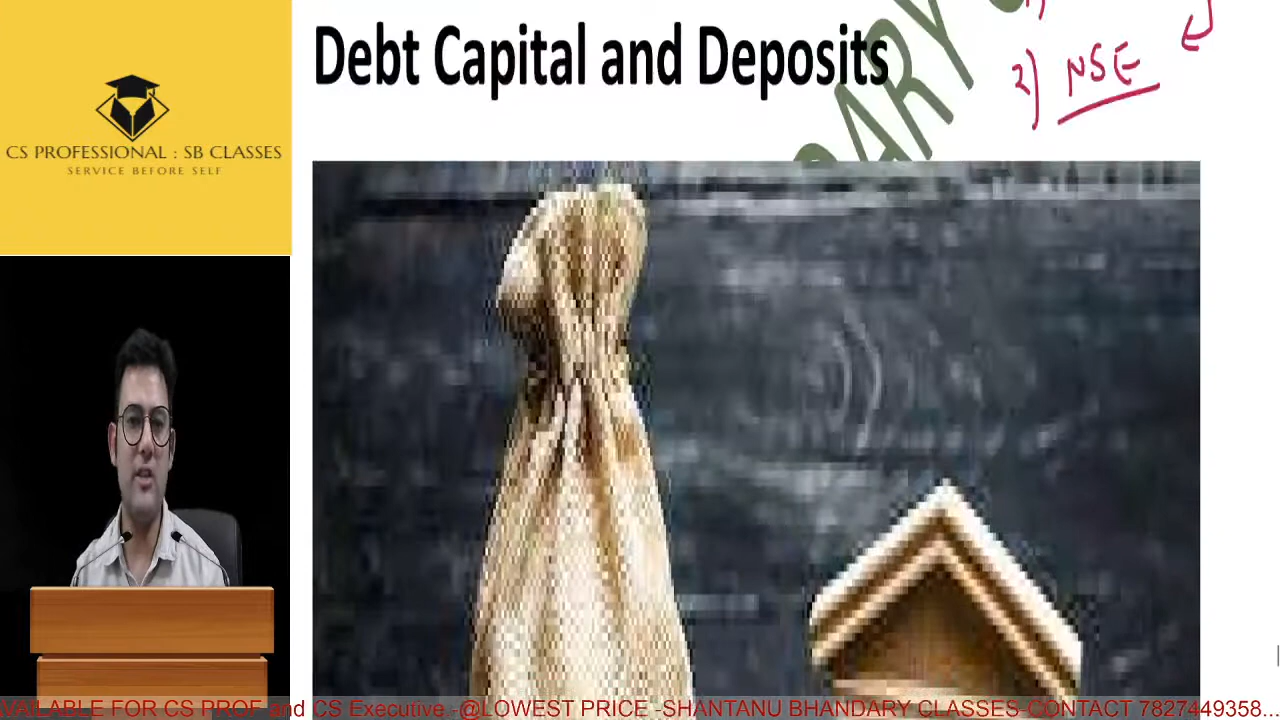 Debt Capital and Deposits
2) NSE
CS PROFESSIONAL : SB CLASSES
SERVICE BEFORE SELF
VAILABLE FOR CS PROF and CS Executive -@LOWEST PRICE -SHANTANU BHANDARY CLASSES-CONTACT 7827449358...